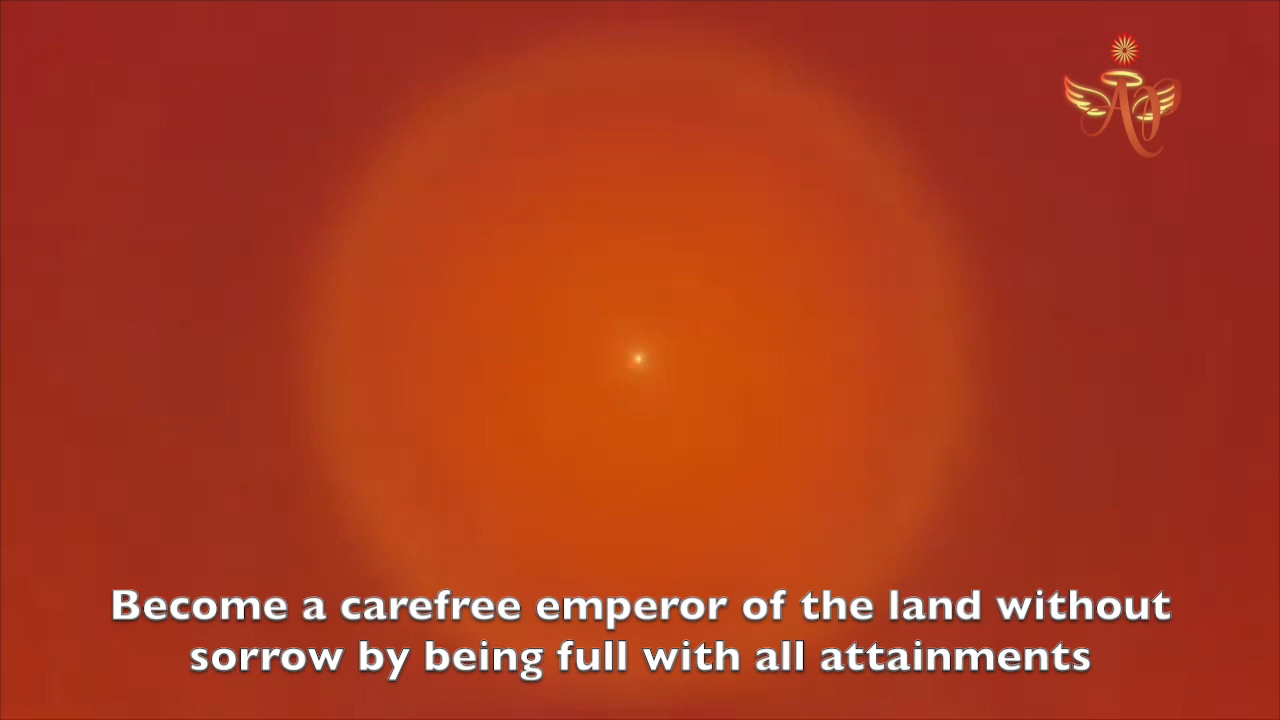 Become a carefree emperor of the land without
sorrow by being full with all attainments